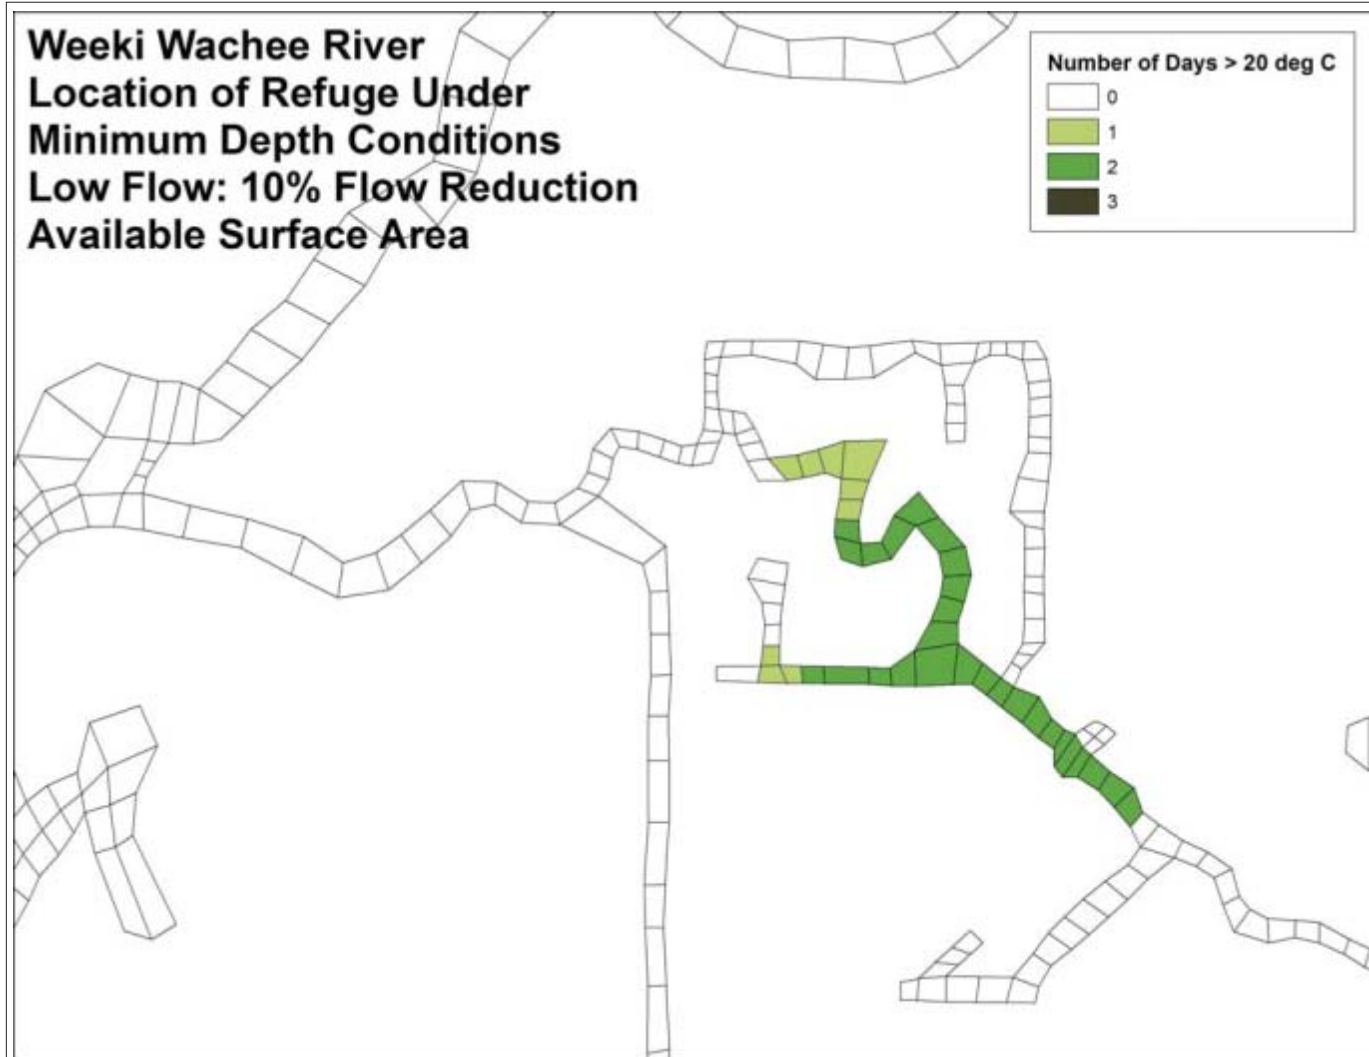 Weeki Wachee River
Location of Refuge Under
Minimum Depth Conditions
Low Flow: 10% Flow Reduction
Available Surface Area
Number of Days > 20 deg C
0
1
2
3